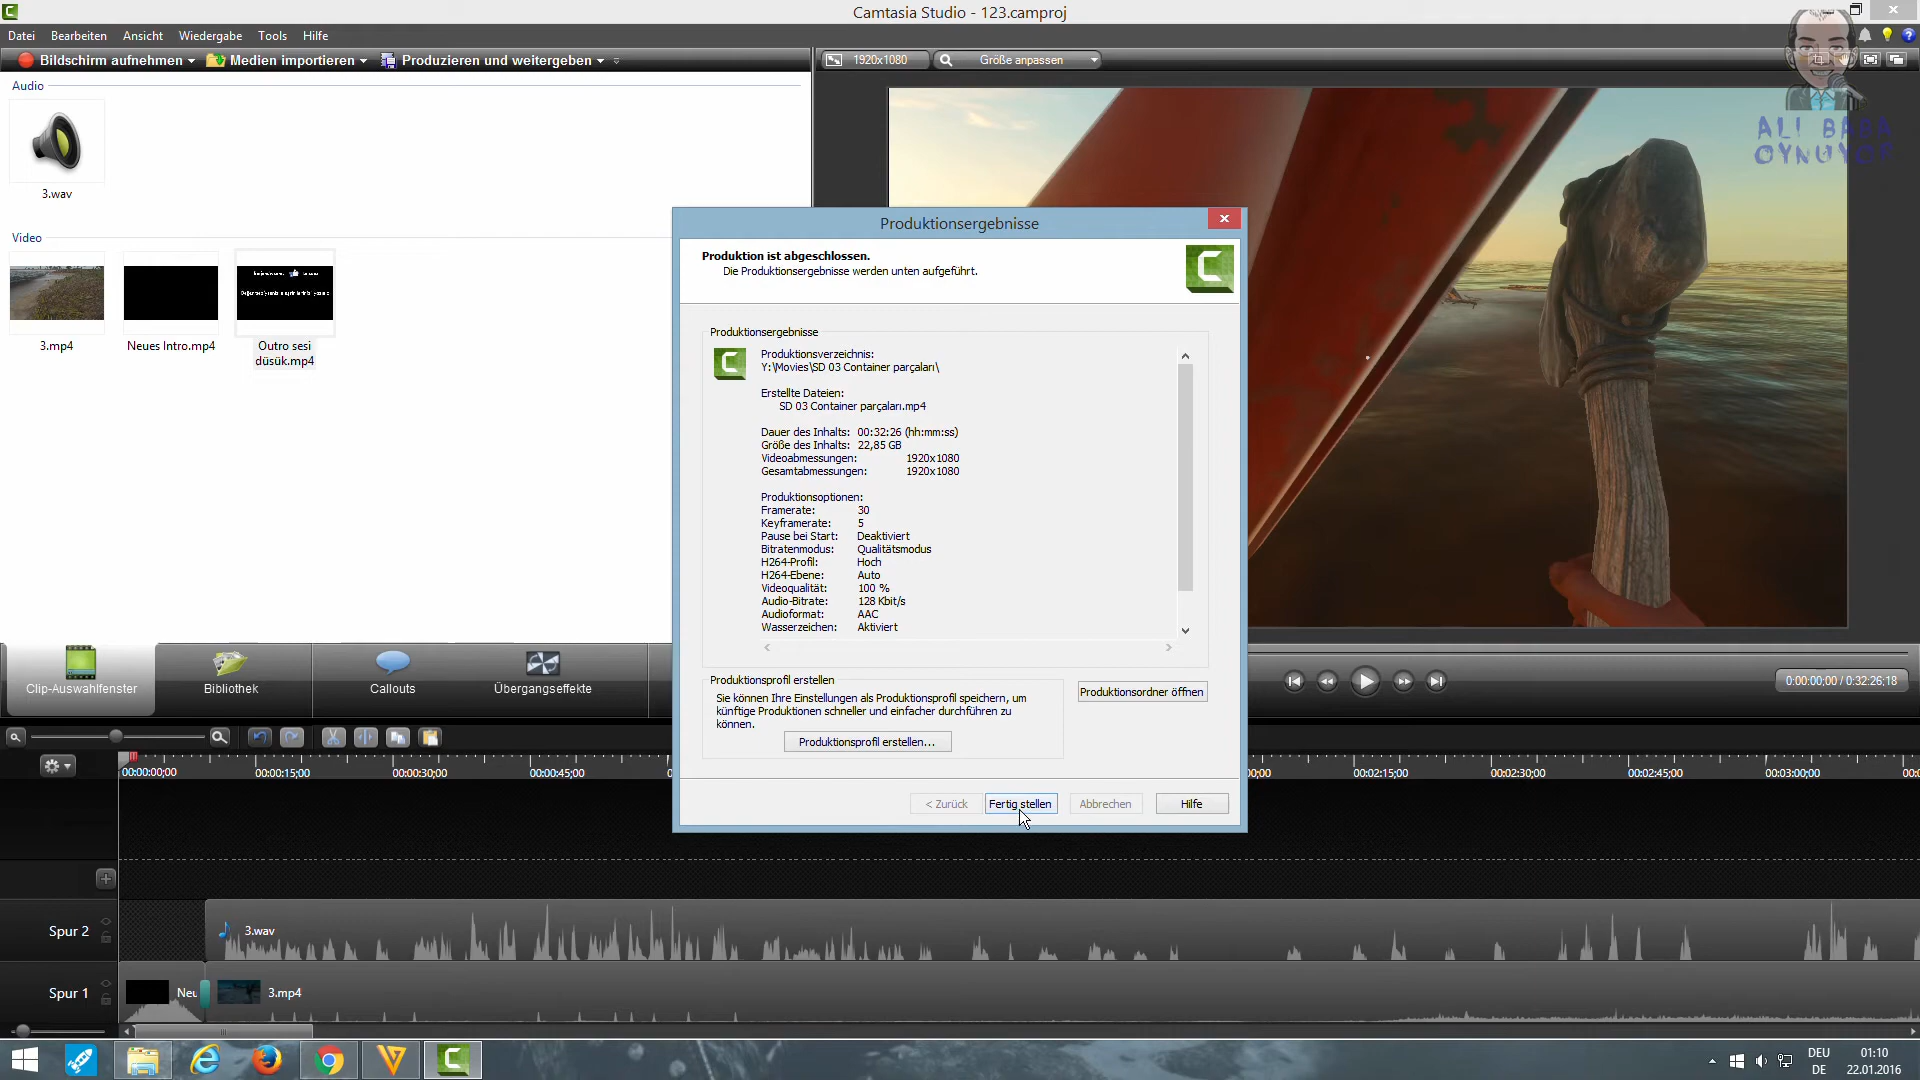 Camtasia Studio - 123.camproj
Datei Bearbeiten Ansicht Wiedergabe Tools Hilfe
Bildschirm aufnehmen Medien importieren Produzieren und weitergeben
1920x1080 Größe anpassen
ALI BABA
OYNUYOR
Audio
3.wav
Video
3.mp4
Neues Intro.mp4
Outro sesi
düsük.mp4
Produktionsergebnisse
Produktion ist abgeschlossen.
Die Produktionsergebnisse werden unten aufgeführt.
Produktionsergebnisse
Produktionsverzeichnis:
Y:\Movies\SD 03 Container parçaları\
Erstellte Dateien:
SD 03 Container parçaları.mp4
Dauer des Inhalts: 00:32:26 (hh:mm:ss)
Größe des Inhalts: 22,85 GB
Videoabmessungen: 1920x1080
Gesamtabmessungen: 1920x1080
Produktionsoptionen:
Framerate: 30
Keyframerate: 5
Pause bei Start: Deaktiviert
Bitratenmodus: Qualitätsmodus
H264-Profil: Hoch
H264-Ebene: Auto
Videoqualität: 100 %
Audio-Bitrate: 128 Kbit/s
Audioformat: AAC
Wasserzeichen: Aktiviert
Produktionsprofil erstellen
Sie können Ihre Einstellungen als Produktionsprofil speichern, um
künftige Produktionen schneller und einfacher durchführen zu
können.
Produktionsprofil erstellen...
Produktionsordner öffnen
< Zurück Fertig stellen Abbrechen Hilfe
Clip-Auswahlfenster Bibliothek Callouts Übergangseffekte
0:00:00;00 / 0:32:26;18
00:00:00;00 00:00:15;00 00:00:30;00 00:00:45;00 00:02:15;00 00:02:30;00 00:02:45;00 00:03:00;00
Spur 2
3.wav
Spur 1
Neu
3.mp4
DEU
DE
01:10
22.01.2016